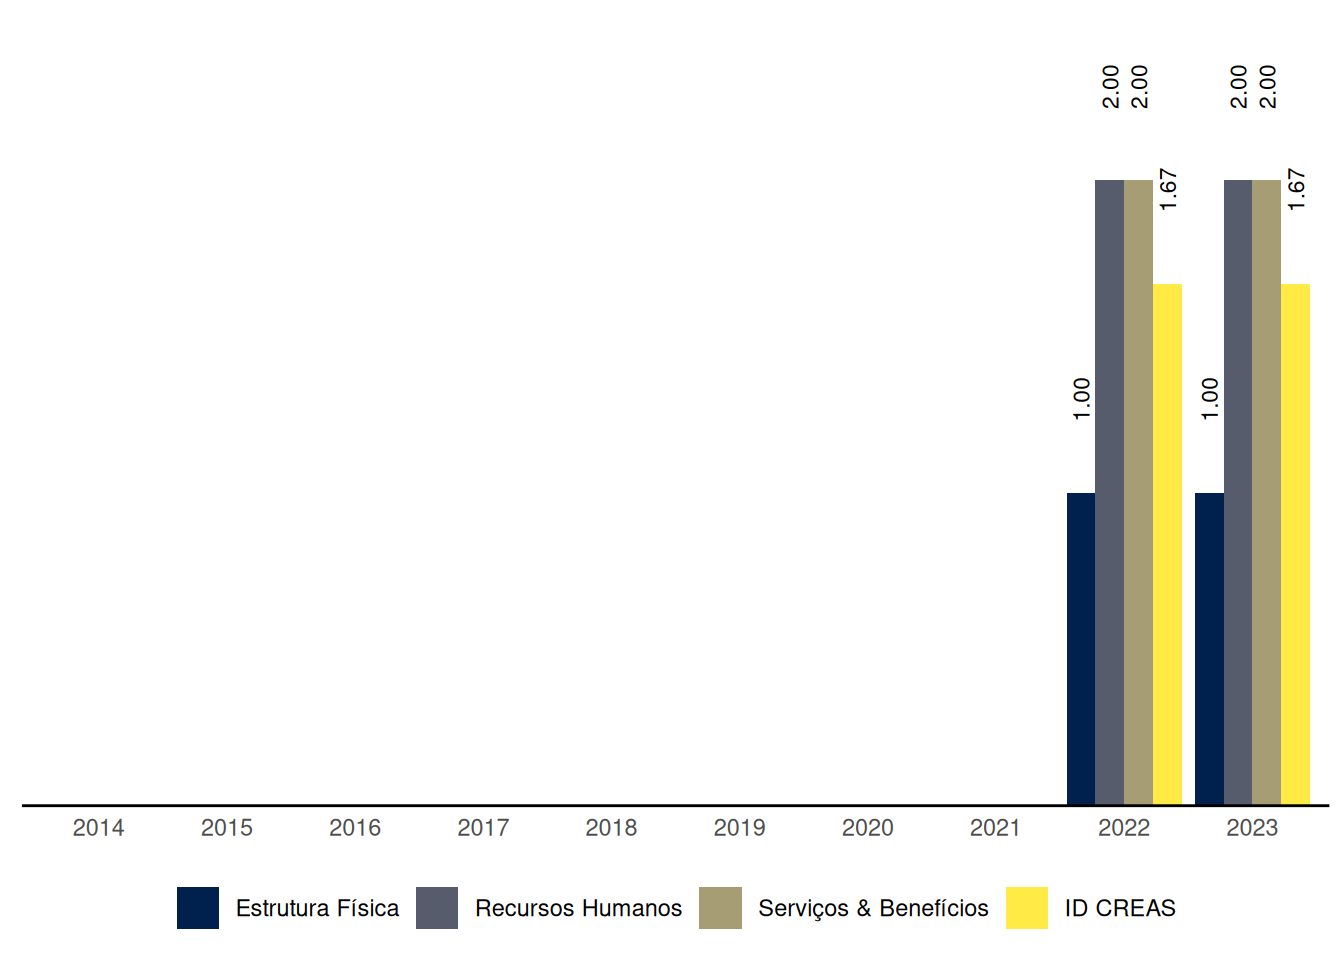 2.00 2.00 2.00 2.00
1.67 1.67
1.00 1.00
2014 2015 2016 2017 2018 2019 2020 2021 2022 2023
Estrutura Física Recursos Humanos Serviços & Benefícios ID CREAS